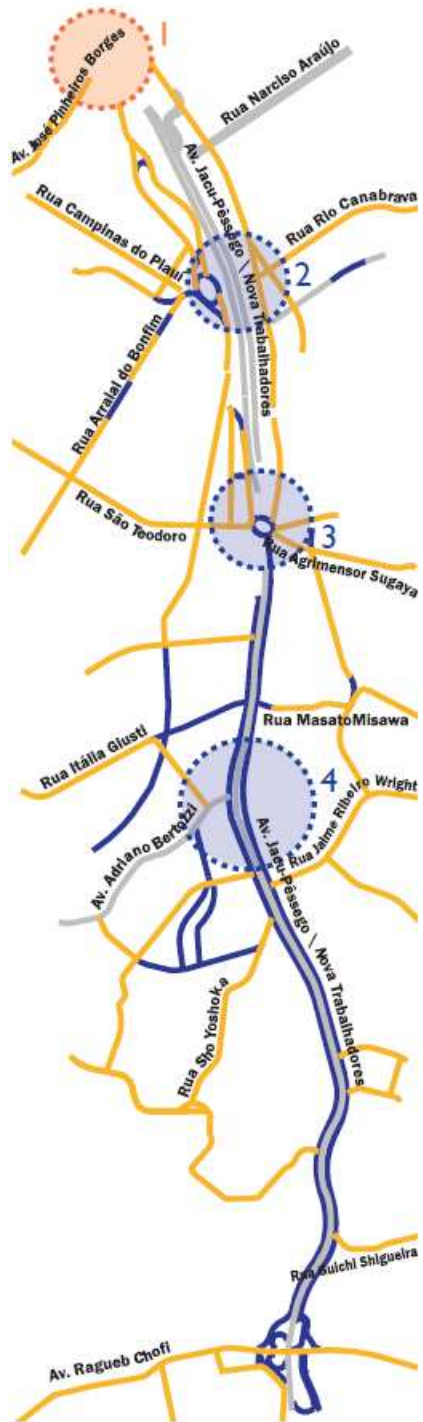 1
Av. José Pinheiros Borges
Rua Narciso Araújo
Av. Jacu-Pêssego \ Nova Trabalhadores
Rua Rio Canabrava
Rua Campinas do Piauí
2
Rua Arraial do Bonfim
Rua São Teodoro
3
Rua Agrimensor Sugaya
Rua MasatoMisawa
Rua Itália Giusti
4
Rua Jaime Ribeiro Wright
Av. Adriano Bertozzi
Av. Jacu-Pêssego \ Nova Trabalhadores
Rua Sho Yoshoka
Rua Buichi Shigueira
Av. Ragueb Chofi